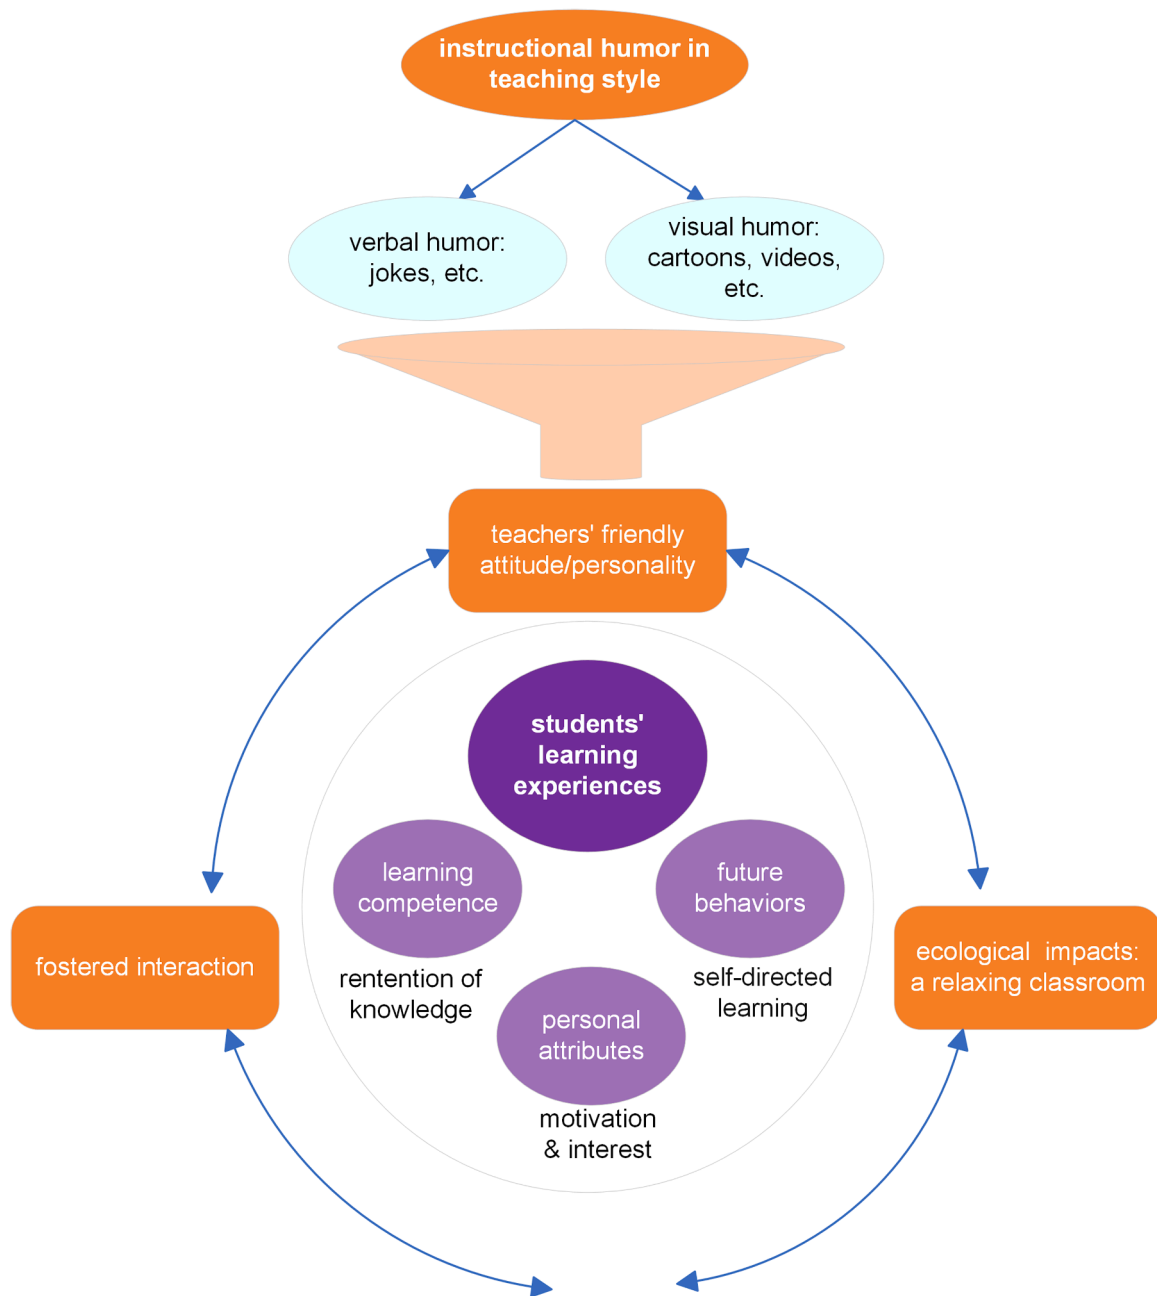 instructional humor in
teaching style
verbal humor:
jokes, etc.
visual humor:
cartoons, videos,
etc.
teachers' friendly
attitude/personality
students'
learning
experiences
learning
competence
rentention of
knowledge
future
behaviors
self-directed
learning
personal
attributes
motivation
& interest
fostered interaction
ecological  impacts:
a relaxing classroom